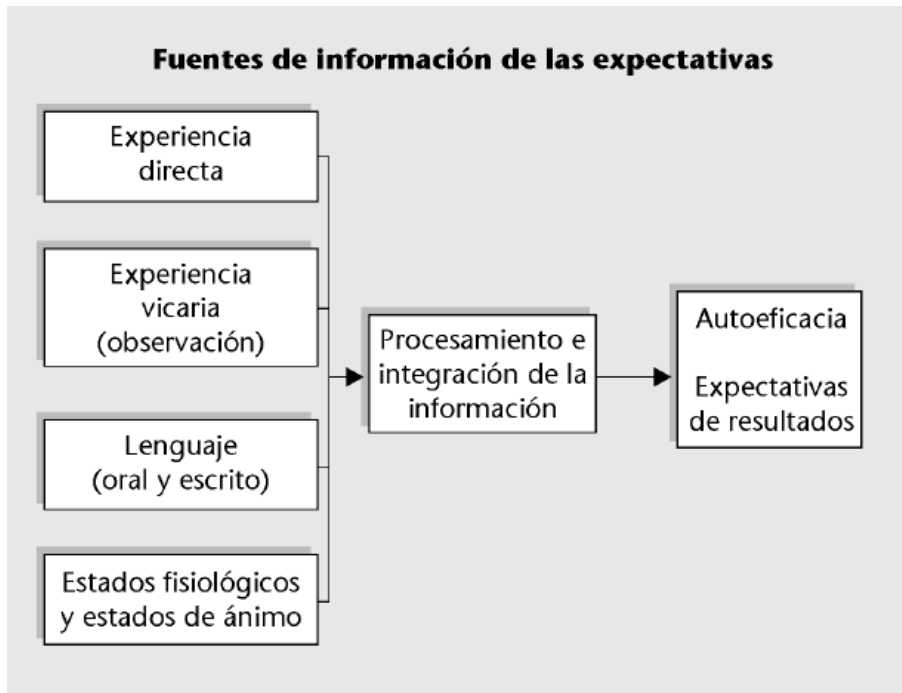 Fuentes de información de las expectativas
Experiencia
directa
Experiencia
vicaria
(observación)
Lenguaje
(oral y escrito)
Estados fisiológicos
y estados de ánimo
Procesamiento e
integración de la
información
Autoeficacia
Expectativas
de resultados